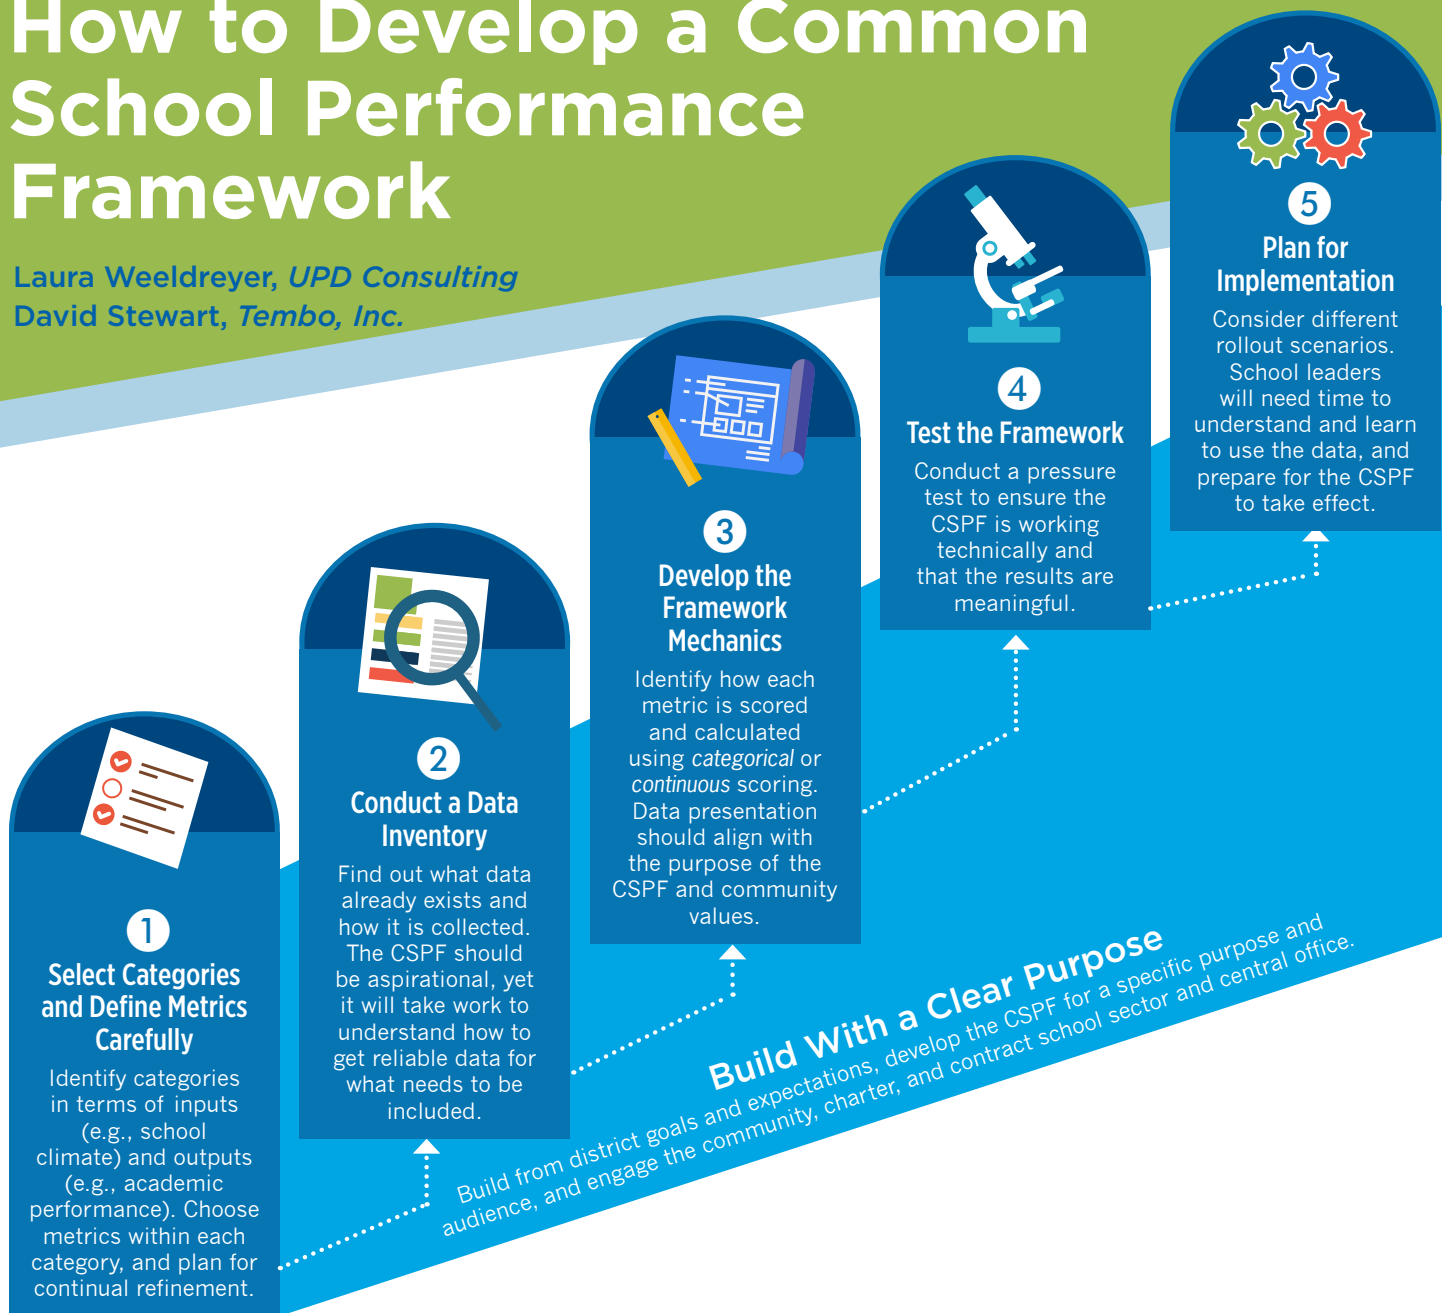 How to Develop a Common
School Performance
Framework
Laura Weeldreyer, UPD Consulting
David Stewart, Tembo, Inc.
1
Select Categories
and Define Metrics
Carefully
Identify categories
in terms of inputs
(e.g., school
climate) and outputs
(e.g., academic
performance). Choose
metrics within each
category, and plan for
continual refinement.
2
Conduct a Data
Inventory
Find out what data
already exists and
how it is collected.
The CSPF should
be aspirational, yet
it will take work to
understand how to
get reliable data for
what needs to be
included.
3
Develop the
Framework
Mechanics
Identify how each
metric is scored
and calculated
using categorical or
continuous scoring.
Data presentation
should align with
the purpose of the
CSPF and community
values.
4
Test the Framework
Conduct a pressure
test to ensure the
CSPF is working
technically and
that the results are
meaningful.
5
Plan for
Implementation
Consider different
rollout scenarios.
School leaders
will need time to
understand and learn
to use the data, and
prepare for the CSPF
to take effect.
Build With a Clear Purpose
Build from district goals and expectations, develop the CSPF for a specific purpose and
audience, and engage the community, charter, and contract school sector and central office.